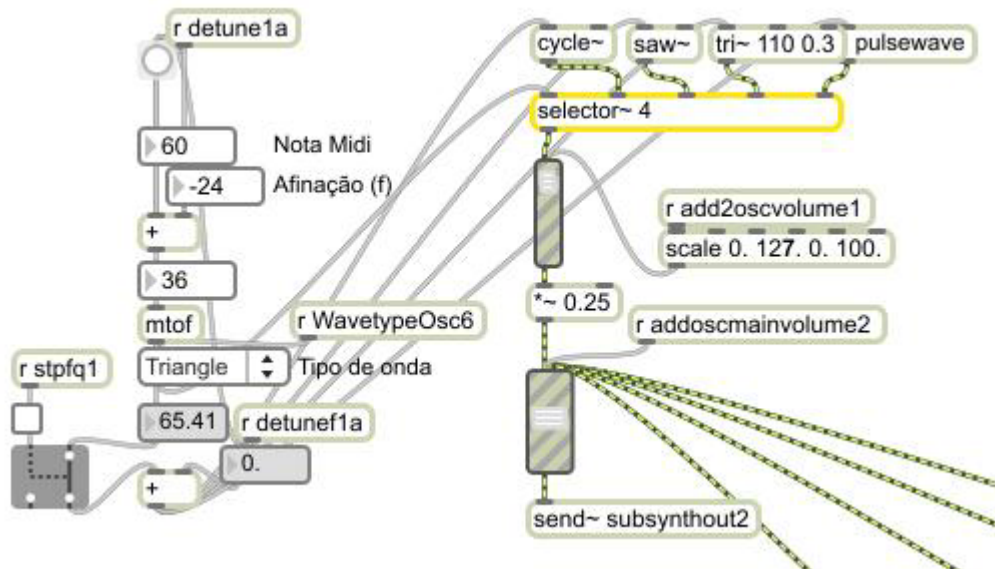 r detune1a
60
Nota Midi
-24
Afinação (f)
+
36
mtof
r WavetypeOsc6
r stpfq1
Triangle
Tipo de onda
65.41
r detunef1a
0.
+
cycle~
saw~
tri~ 110 0.3
pulsewave
selector~ 4
r add2oscvolume1
scale 0. 127. 0. 100.
*~ 0.25
r addoscmainvolume2
send~ subsynthout2